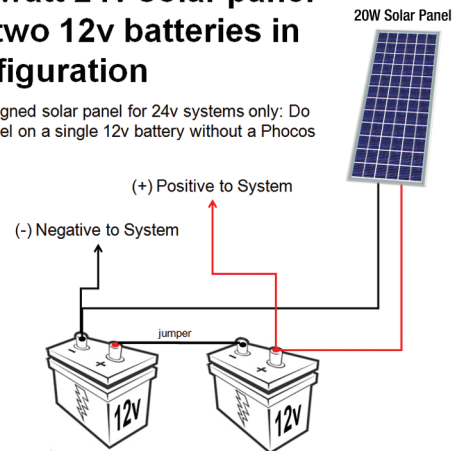 24v solar panel
two 12v batteries in
figuration
20W Solar Panel
gned solar panel for 24v systems only: Do
el on a single 12v battery without a Phocos
(+) Positive to System
(-) Negative to System
jumper
- +
- +
12v
12v